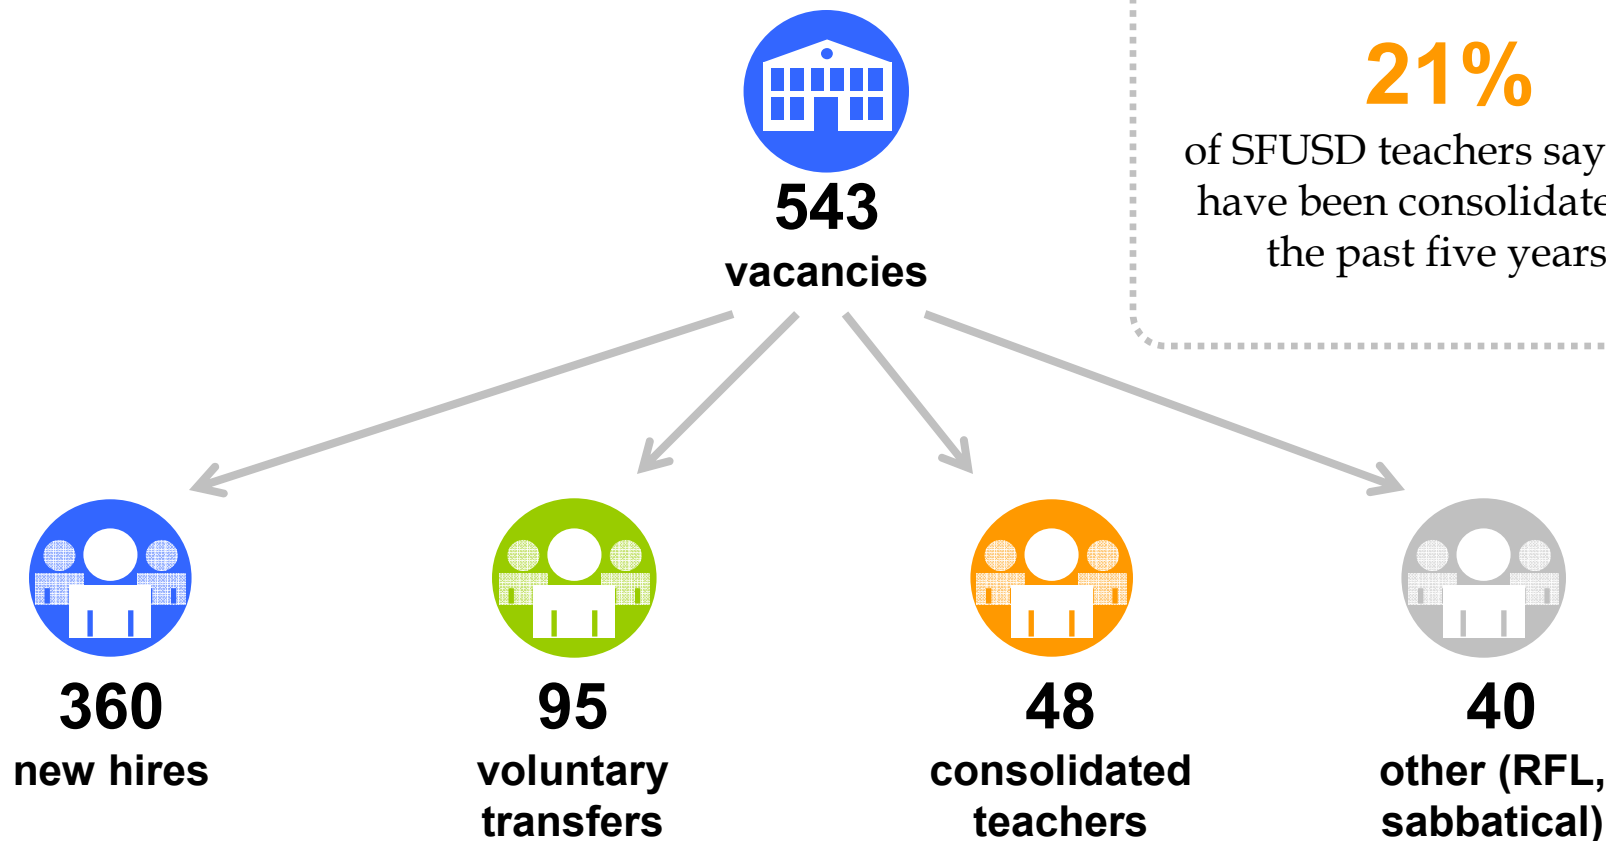 21%
of SFUSD teachers say
have been consolidate
the past five years
543
vacancies
360
new hires
95
voluntary
transfers
48
consolidated
teachers
40
other (RFL,
sabbatical)